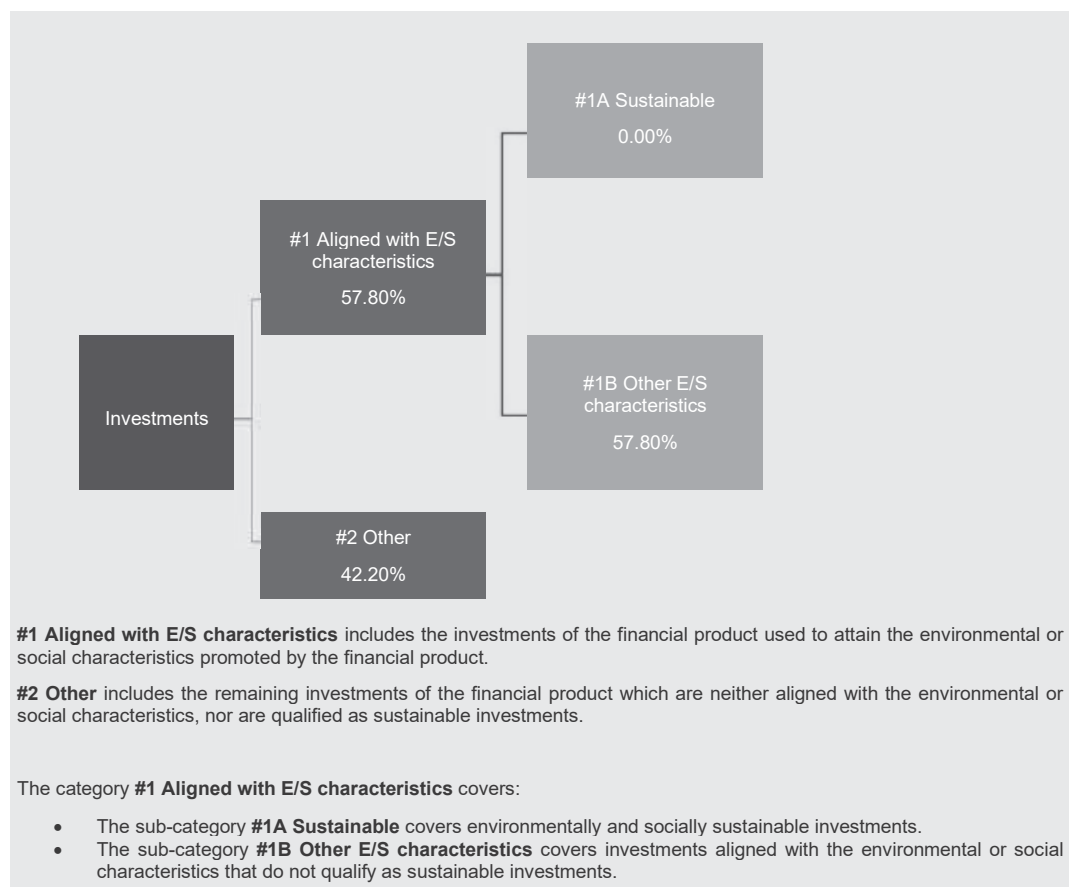 #1A Sustainable
0.00%
#1 Aligned with E/S
characteristics
57.80%
Investments
#1B Other E/S
characteristics
57.80%
#2 Other
42.20%
#1 Aligned with E/S characteristics includes the investments of the financial product used to attain the environmental or
social characteristics promoted by the financial product.
#2 Other includes the remaining investments of the financial product which are neither aligned with the environmental or
social characteristics, nor are qualified as sustainable investments.
The category #1 Aligned with E/S characteristics covers:
• The sub-category #1A Sustainable covers environmentally and socially sustainable investments.
• The sub-category #1B Other E/S characteristics covers investments aligned with the environmental or social
characteristics that do not qualify as sustainable investments.